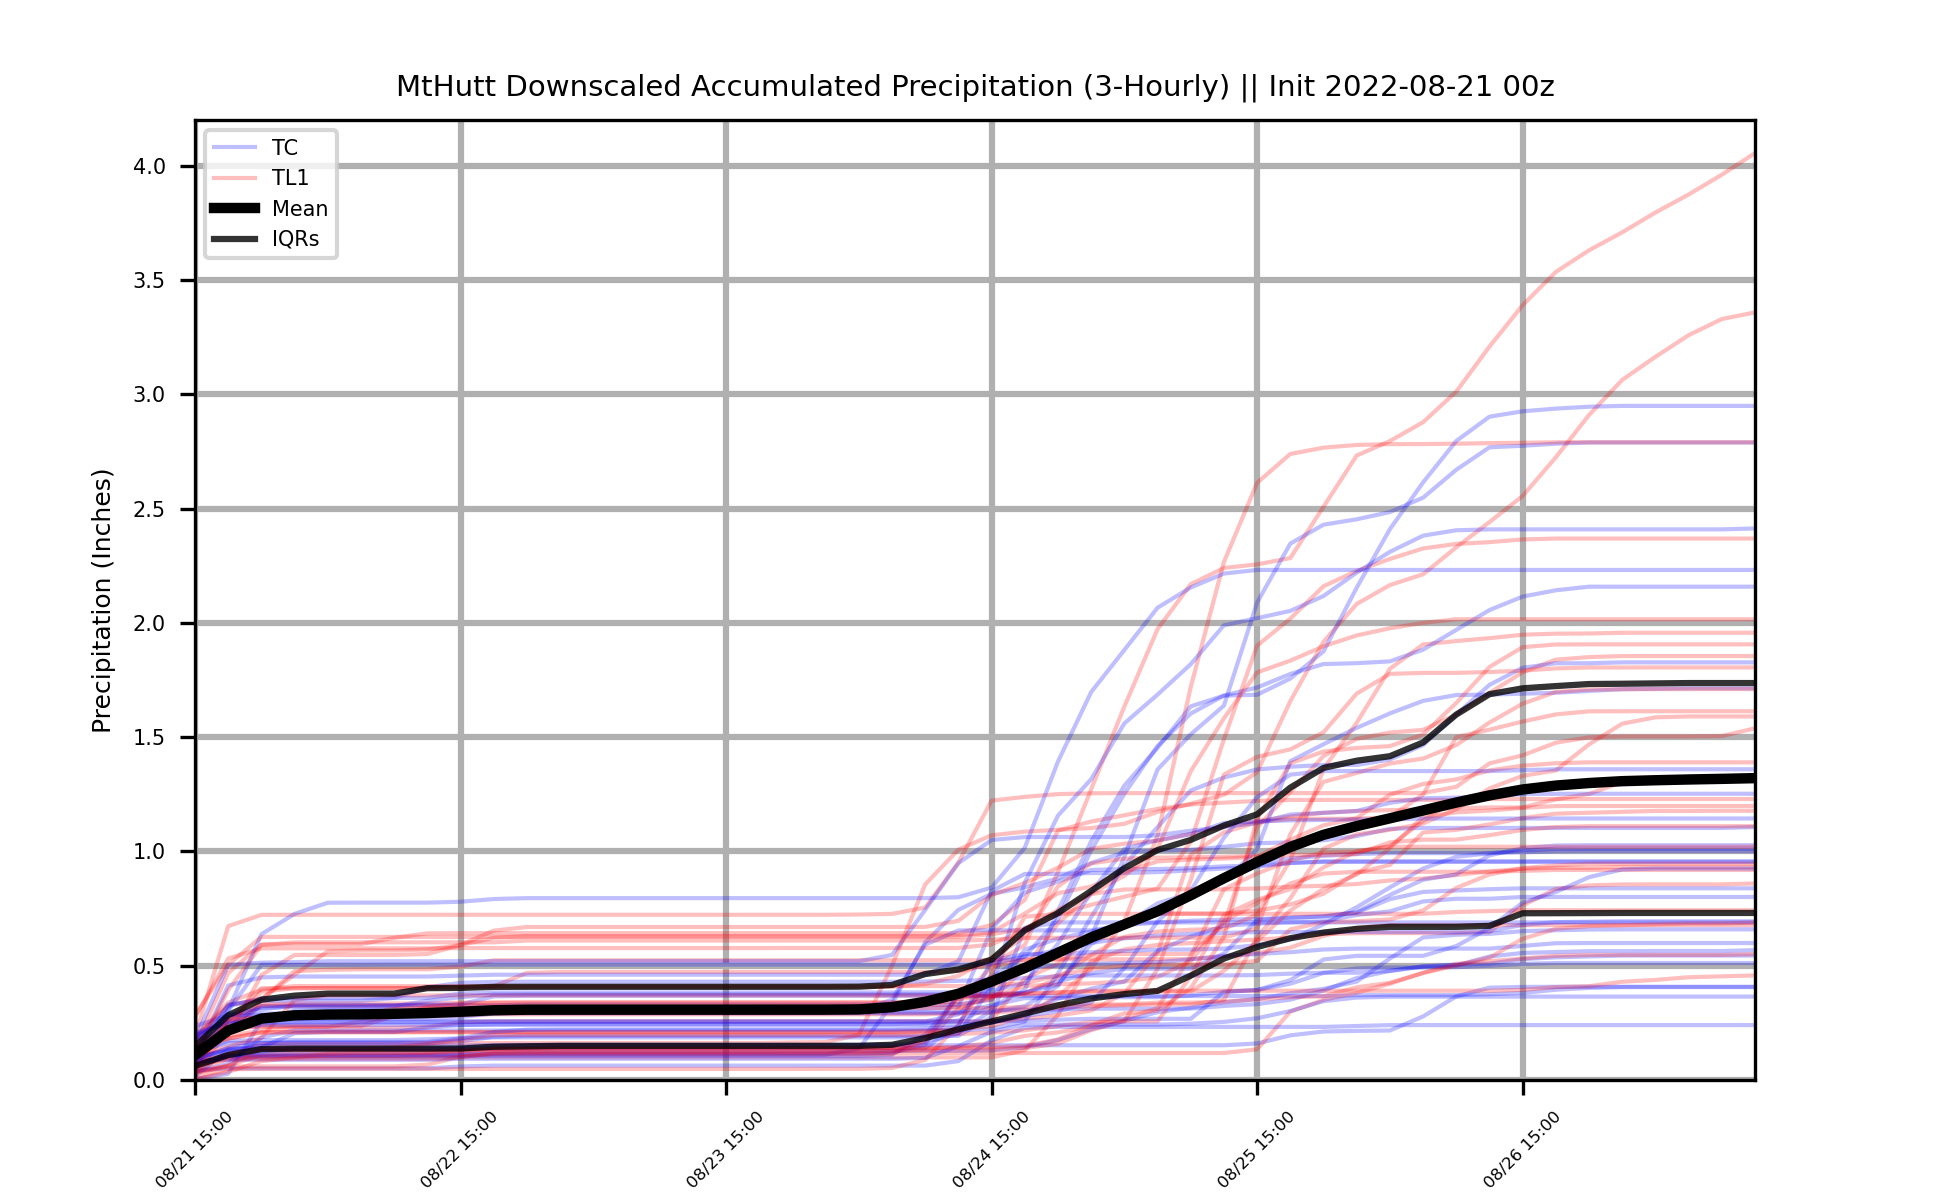 MtHutt Downscaled Accumulated Precipitation (3-Hourly) || Init 2022-08-21 00z
TC
TL1
Mean
IQRs
Precipitation (Inches)
4.0
3.5
3.0
2.5
2.0
1.5
1.0
0.5
0.0
08/21 15:00
08/22 15:00
08/23 15:00
08/24 15:00
08/25 15:00
08/26 15:00